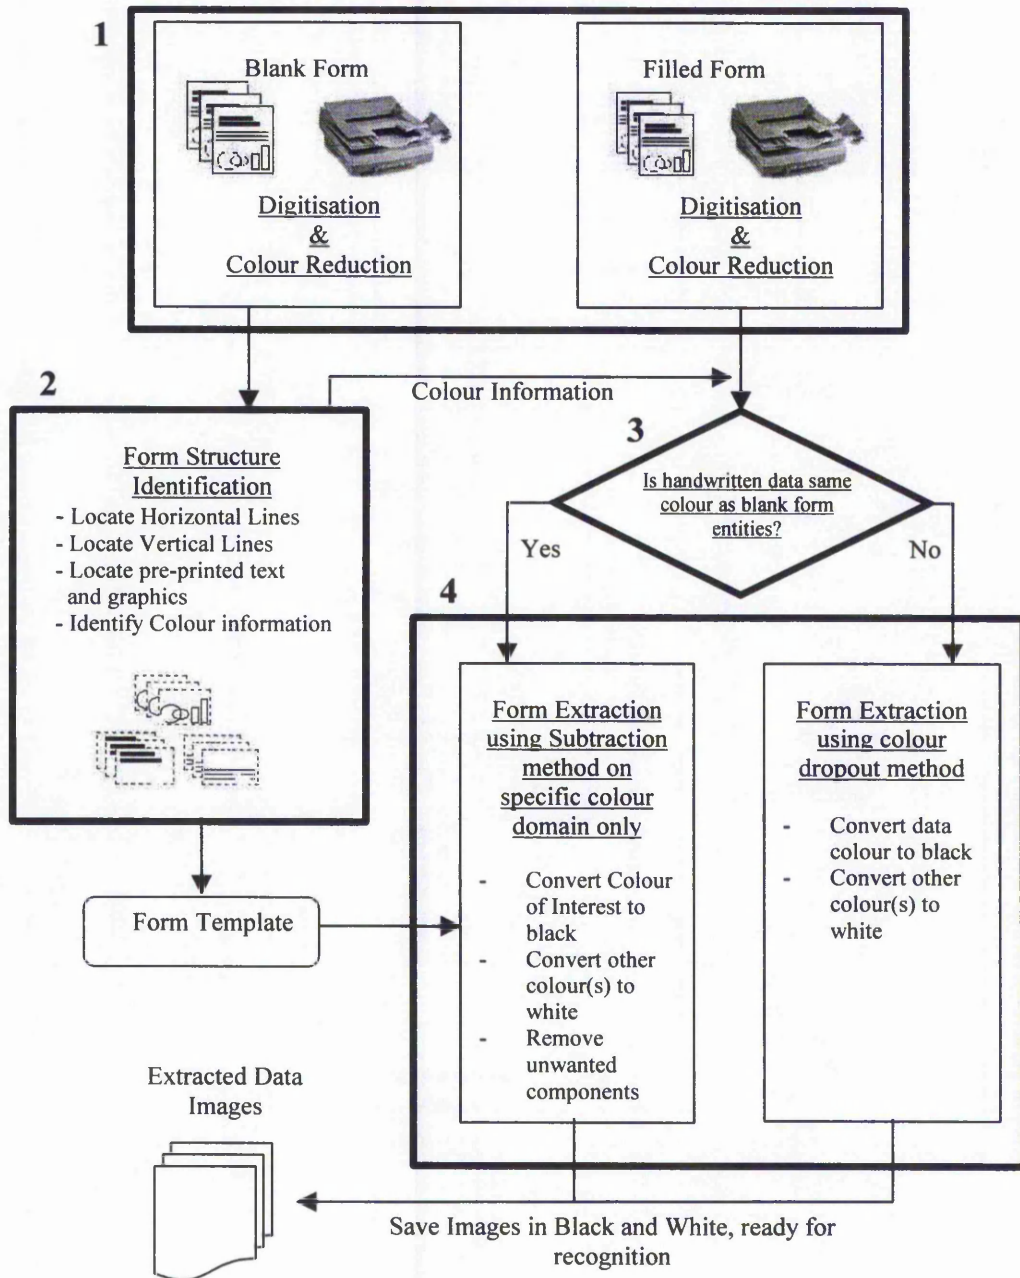 1
Blank Form
Digitisation
&
Colour Reduction
Filled Form
Digitisation
&
Colour Reduction
2
Colour Information
Form Structure
Identification
- Locate Horizontal Lines
- Locate Vertical Lines
- Locate pre-printed text
and graphics
- Identify Colour information
3
Is handwritten data same
colour as blank form
entities?
Yes
No
4
Form Extraction
using Subtraction
method on
specific colour
domain only
- Convert Colour
of Interest to
black
- Convert other
colour(s) to
white
- Remove
unwanted
components
Form Extraction
using colour
dropout method
- Convert data
colour to black
- Convert other
colour(s) to
white
Form Template
Extracted Data
Images
Save Images in Black and White, ready for
recognition